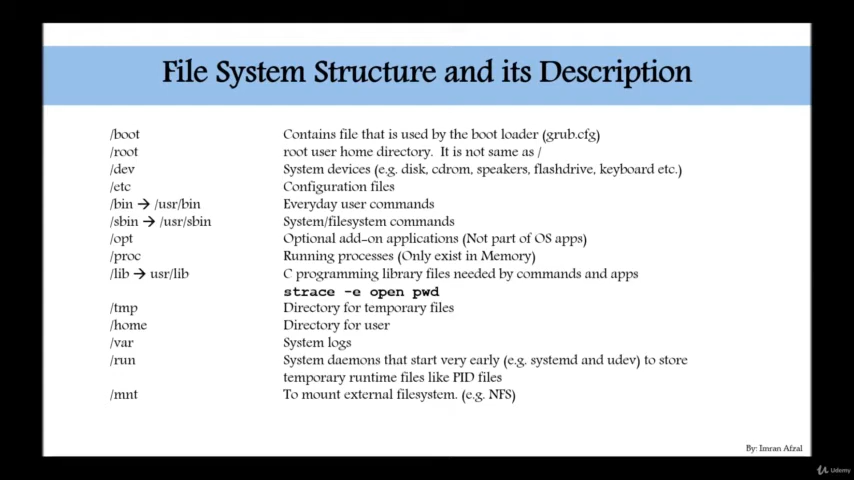 File System Structure and its Description
/boot Contains file that is used by the boot loader (grub.cfg)
/root root user home directory. It is not same as /
/dev System devices (e.g. disk, cdrom, speakers, flashdrive, keyboard etc.)
/etc Configuration files
/bin → /usr/bin Everyday user commands
/sbin → /usr/sbin System/filesystem commands
/opt Optional add-on applications (Not part of OS apps)
/proc Running processes (Only exist in Memory)
/lib → usr/lib C programming library files needed by commands and apps
strace -e open pwd
/tmp Directory for temporary files
/home Directory for user
/var System logs
/run System daemons that start very early (e.g. systemd and udev) to store
temporary runtime files like PID files
/mnt To mount external filesystem. (e.g. NFS)
By: Imran Afzal
Udemy